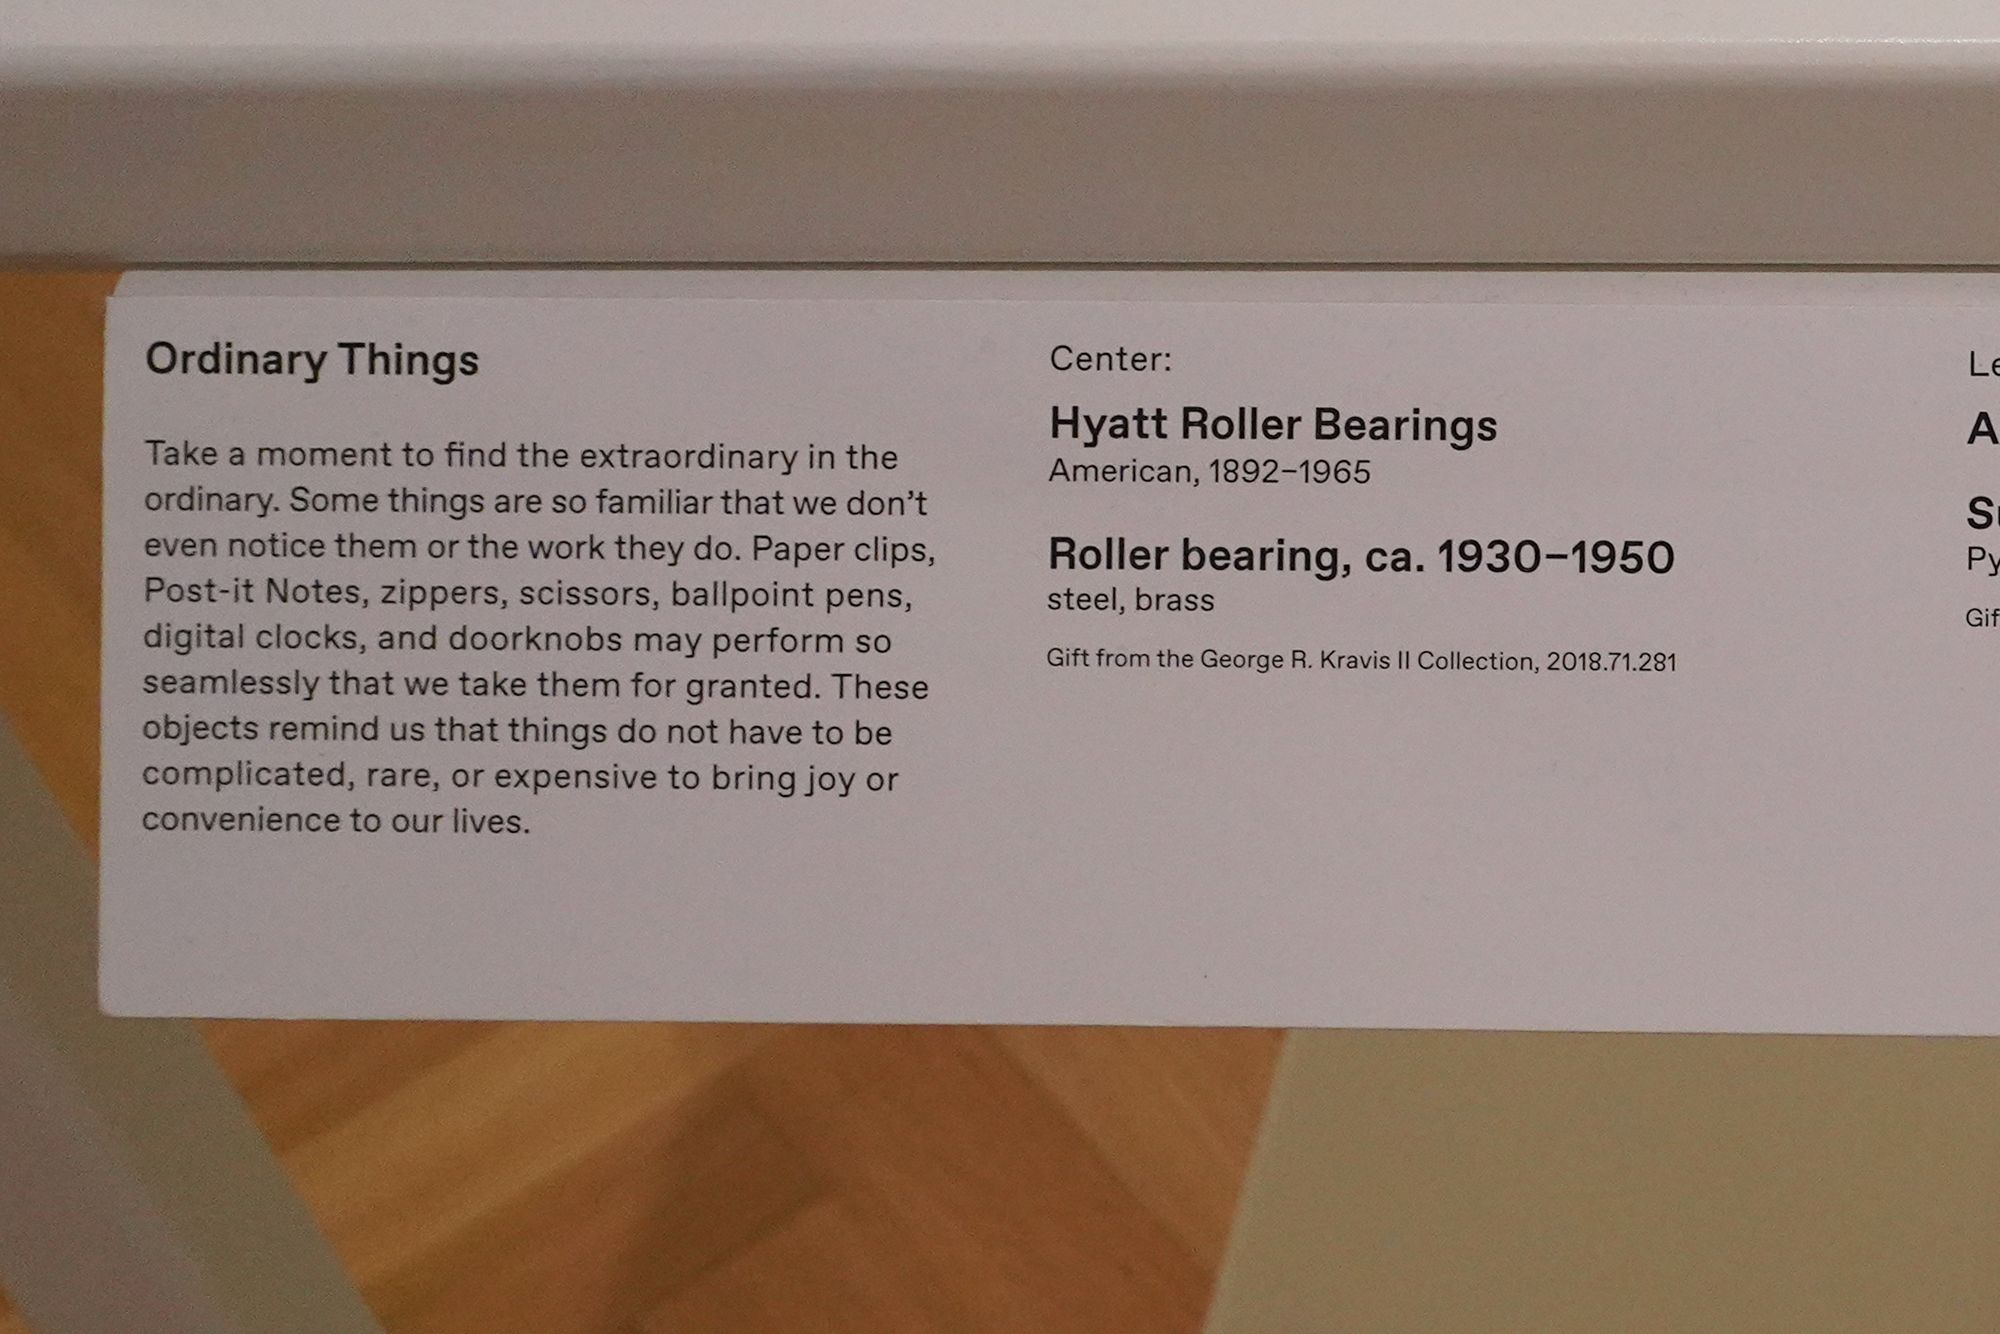 Ordinary Things
Take a moment to find the extraordinary in the
ordinary. Some things are so familiar that we don't
even notice them or the work they do. Paper clips,
Post-it Notes, zippers, scissors, ballpoint pens,
digital clocks, and doorknobs may perform so
seamlessly that we take them for granted. These
objects remind us that things do not have to be
complicated, rare, or expensive to bring joy or
convenience to our lives.
Center:
Hyatt Roller Bearings
American, 1892–1965
Roller bearing, ca. 1930–1950
steel, brass
Gift from the George R. Kravis II Collection, 2018.71.281